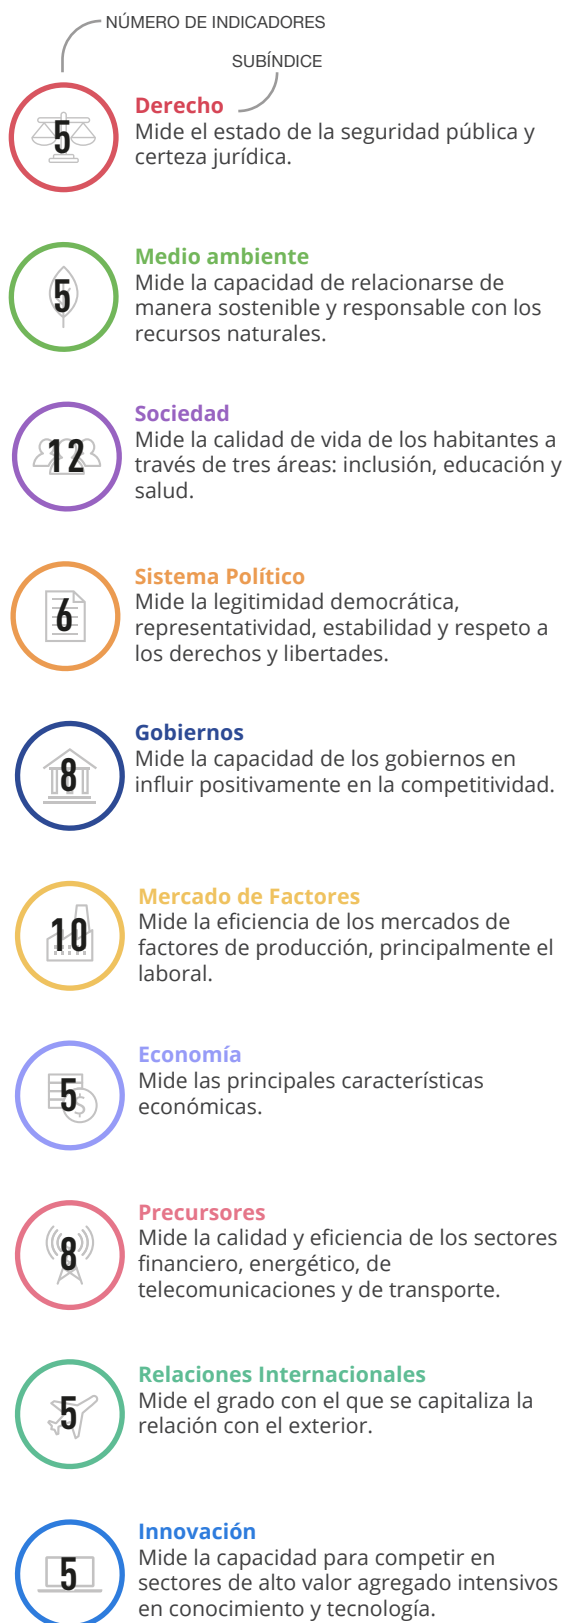 NÚMERO DE INDICADORES
SUBÍNDICE
5
Derecho
Mide el estado de la seguridad pública y
certeza jurídica.
5
Medio ambiente
Mide la capacidad de relacionarse de
manera sostenible y responsable con los
recursos naturales.
12
Sociedad
Mide la calidad de vida de los habitantes a
través de tres áreas: inclusión, educación y
salud.
6
Sistema Político
Mide la legitimidad democrática,
representatividad, estabilidad y respeto a
los derechos y libertades.
8
Gobiernos
Mide la capacidad de los gobiernos en
influir positivamente en la competitividad.
10
Mercado de Factores
Mide la eficiencia de los mercados de
factores de producción, principalmente el
laboral.
5
Economía
Mide las principales características
económicas.
8
Precursores
Mide la calidad y eficiencia de los sectores
financiero, energético, de
telecomunicaciones y de transporte.
5
Relaciones Internacionales
Mide el grado con el que se capitaliza la
relación con el exterior.
5
Innovación
Mide la capacidad para competir en
sectores de alto valor agregado intensivos
en conocimiento y tecnología.